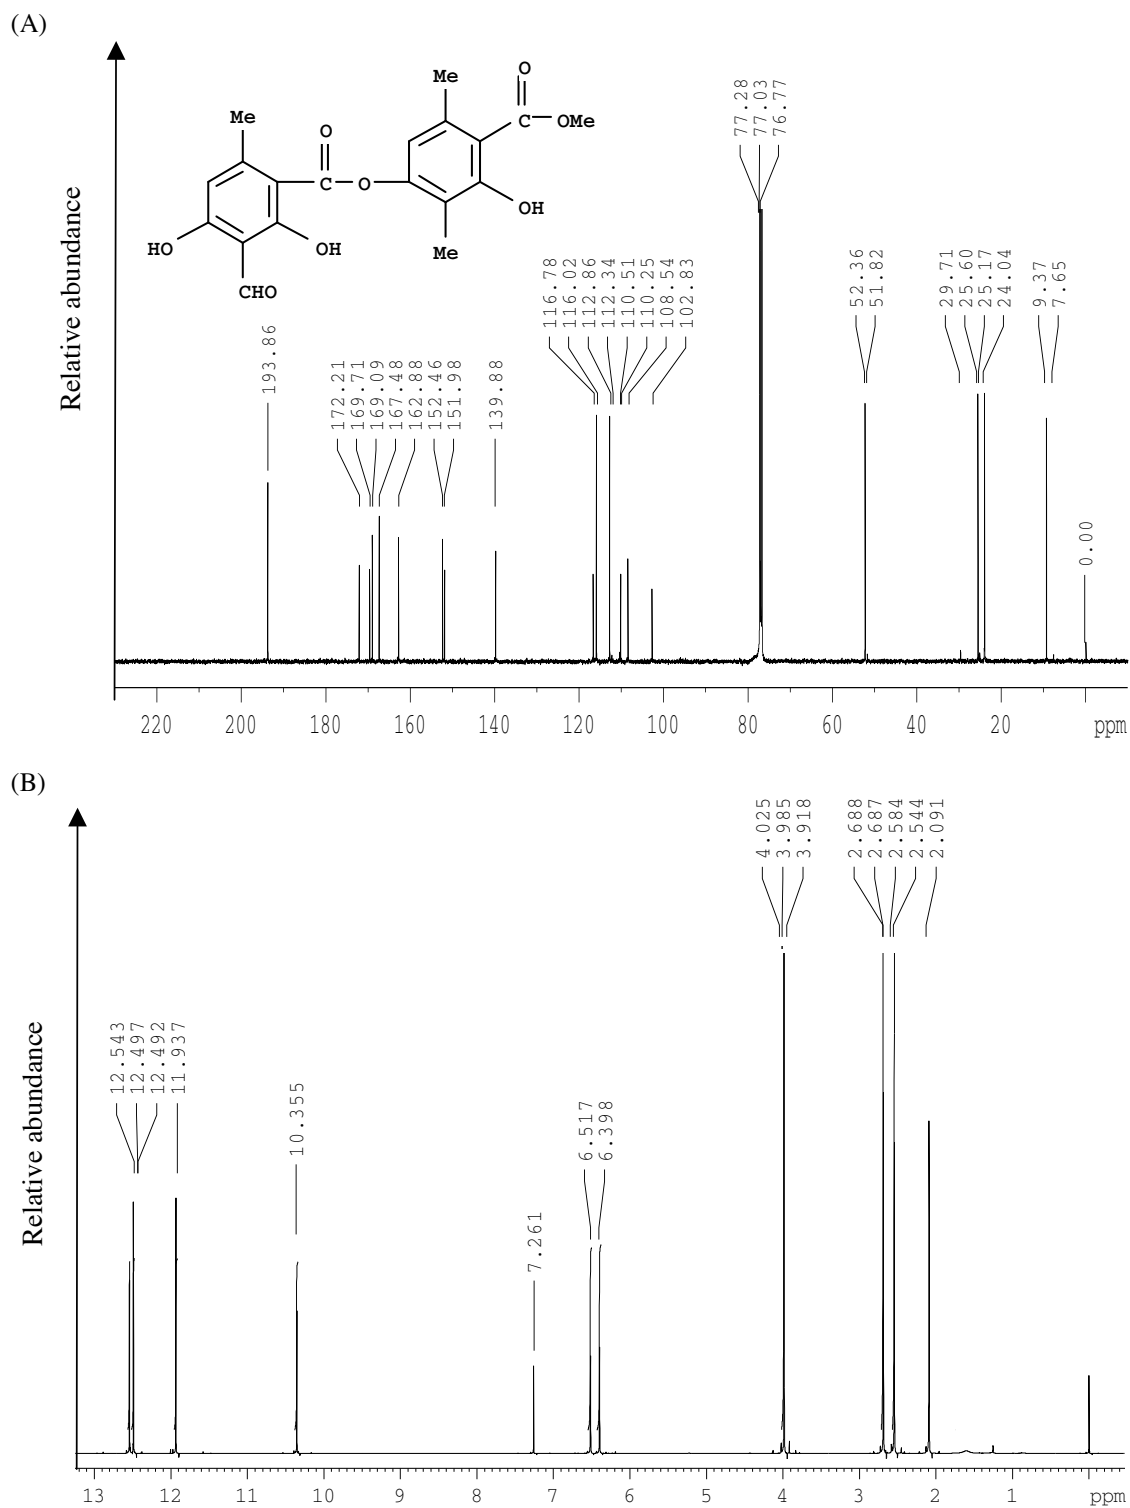 (A)
Relative abundance
Me
O
OMe
Me
O
C
C
O
OH
HO
OH
Me
CHO
193.86
172.21
169.71
169.09
167.48
162.88
152.46
151.98
139.88
116.78
116.02
112.86
112.34
110.51
110.25
108.54
102.83
77.28
77.03
76.77
52.36
51.82
29.71
25.60
25.17
24.04
9.37
7.65
0.00
220 200 180 160 140 120 100 80 60 40 20 ppm
(B)
Relative abundance
12.543
12.497
12.492
11.937
10.355
7.261
6.517
6.398
4.025
3.985
3.918
2.688
2.687
2.584
2.544
2.091
13 12 11 10 9 8 7 6 5 4 3 2 1 ppm